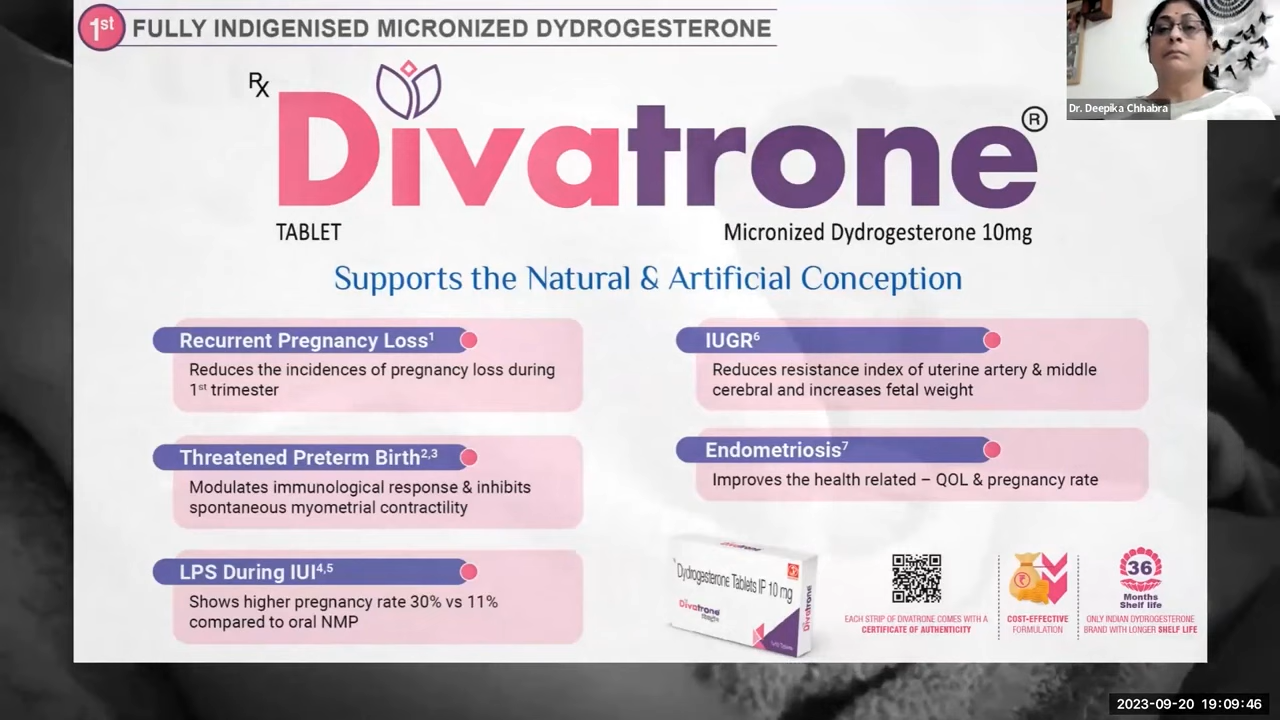 1st FULLY INDIGENISED MICRONIZED DYDROGESTERONE
Rx
Divatrone®
TABLET
Micronized Dydrogesterone 10mg
Supports the Natural & Artificial Conception
Recurrent Pregnancy Loss¹
Reduces the incidences of pregnancy loss during
1st trimester
Threatened Preterm Birth²,³
Modulates immunological response & inhibits
spontaneous myometrial contractility
LPS During IUI⁴,⁵
Shows higher pregnancy rate 30% vs 11%
compared to oral NMP
IUGR⁶
Reduces resistance index of uterine artery & middle
cerebral and increases fetal weight
Endometriosis⁷
Improves the health related – QOL & pregnancy rate
Dydrogesterone Tablets IP 10 mg
Divatrone
Divatrone
EACH STRIP OF DIVATRONE COMES WITH A
CERTIFICATE OF AUTHENTICITY
COST-EFFECTIVE
FORMULATION
36
Months
Shelf life
ONLY INDIAN DYDROGESTERONE
BRAND WITH LONGER SHELF LIFE
Dr. Deepika Chhabra
2023-09-20 19:09:46